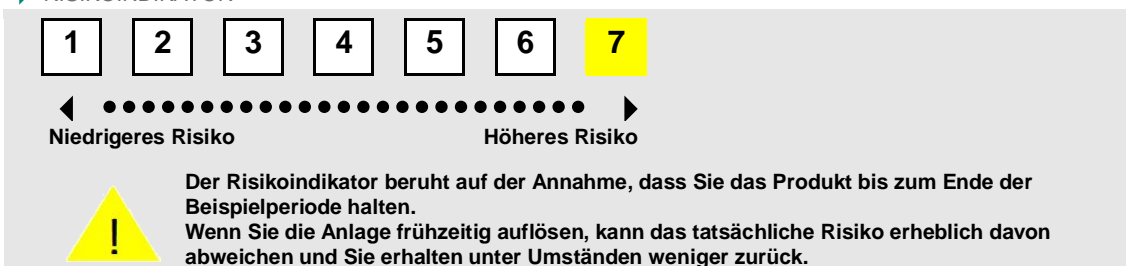 RISIKOINDIKATOR
1 2 3 4 5 6 7
Niedrigeres Risiko Höheres Risiko
Der Risikoindikator beruht auf der Annahme, dass Sie das Produkt bis zum Ende der
Beispielperiode halten.
Wenn Sie die Anlage frühzeitig auflösen, kann das tatsächliche Risiko erheblich davon
abweichen und Sie erhalten unter Umständen weniger zurück.
!